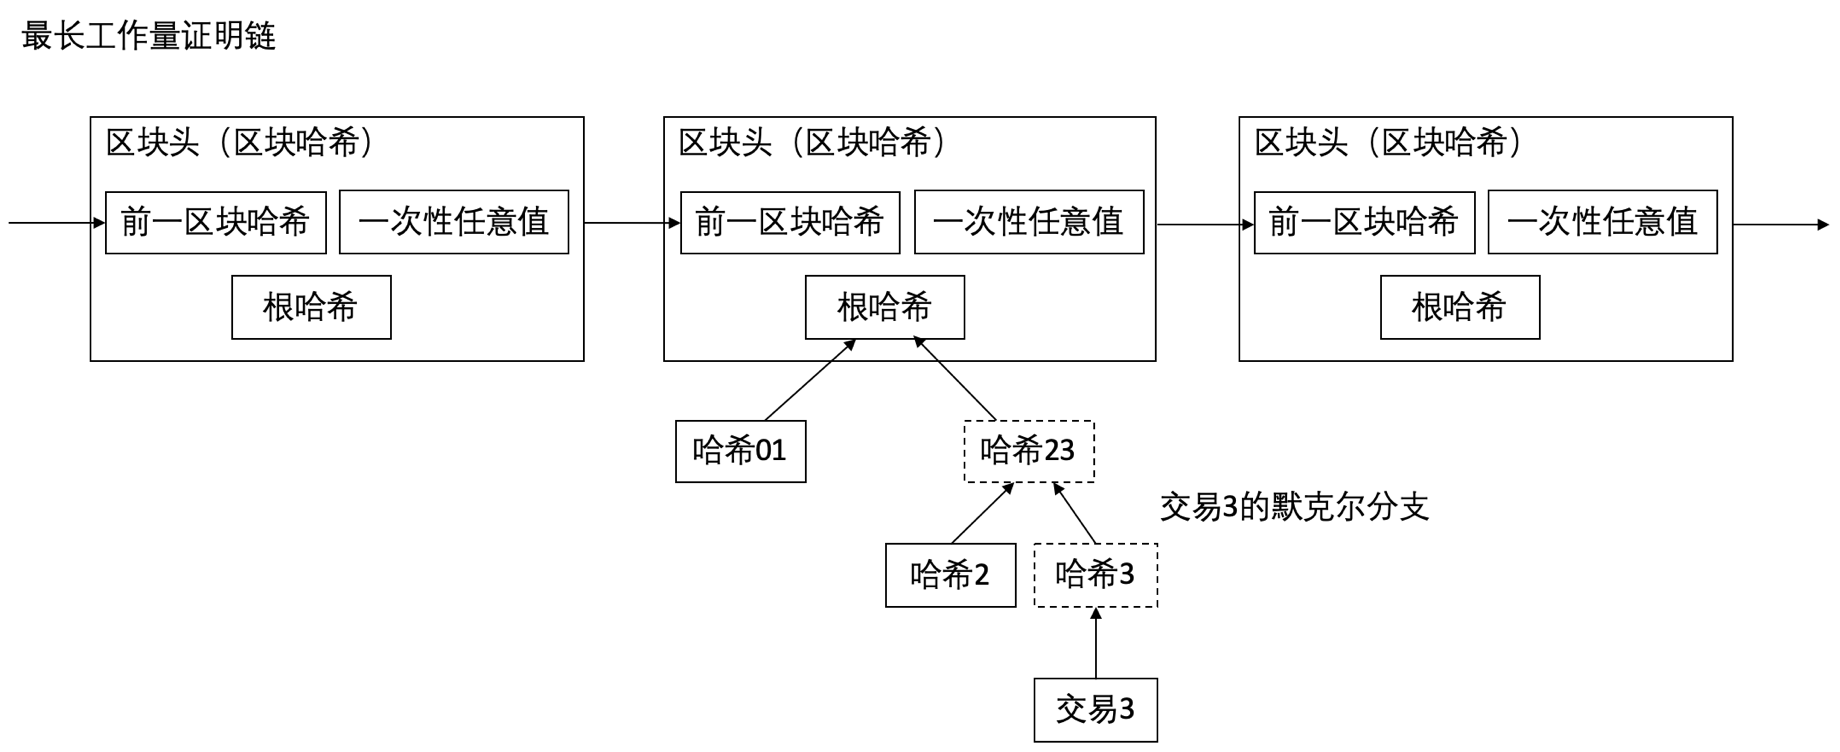 最长工作量证明链
区块头（区块哈希） 区块头（区块哈希） 区块头（区块哈希）
前一区块哈希 一次性任意值 前一区块哈希 一次性任意值 前一区块哈希 一次性任意值
根哈希 根哈希 根哈希
哈希01 哈希23
交易3的默克尔分支
哈希2 哈希3
交易3